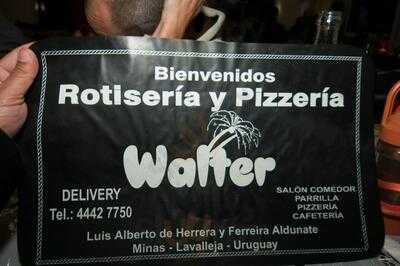 Bienvenidos
Rotisería y Pizzería
Walter
DELIVERY
Tel.: 4442 7750
SALÓN COMEDOR
PARRILLA
PIZZERÍA
CAFETERÍA
Luis Alberto de Herrera y Ferreira Aldunate
Minas - Lavalleja - Uruguay